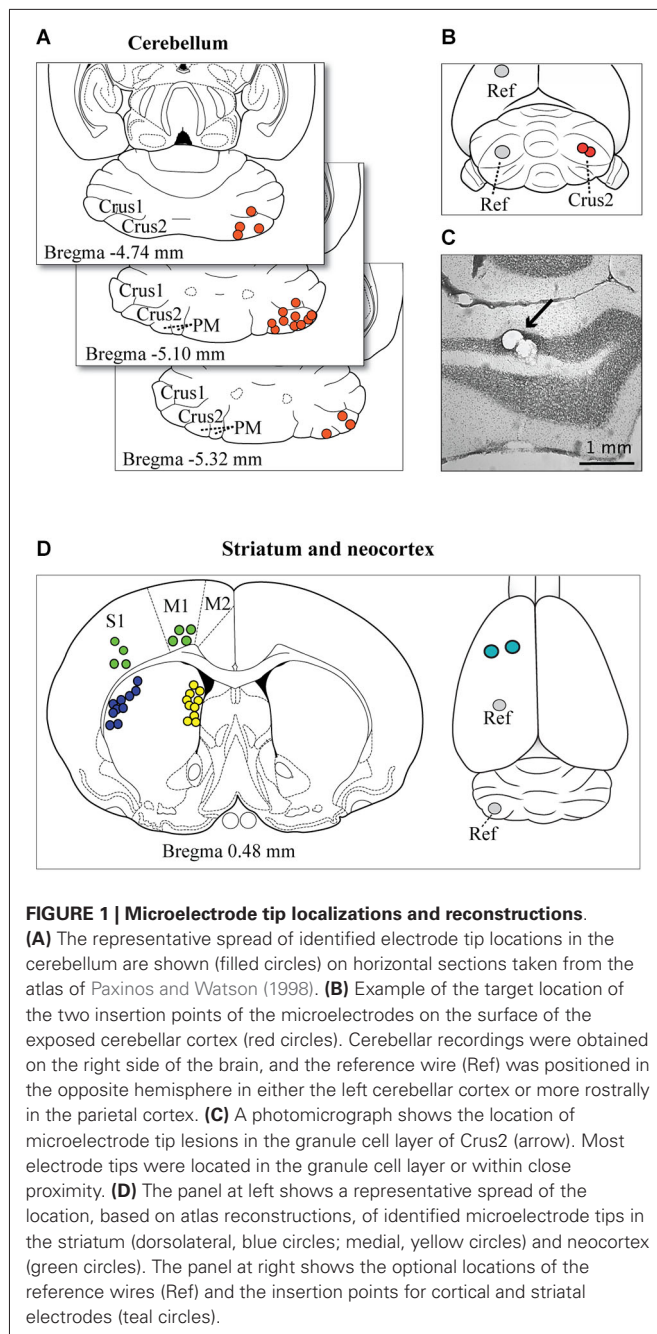 A
Cerebellum
Crus1
Crus2
Bregma -4.74 mm
Crus1
Crus2
PM
Bregma -5.10 mm
Crus1
Crus2
PM
Bregma -5.32 mm
B
Ref
Ref
Crus2
C
1 mm
D
Striatum and neocortex
S1
M1
M2
Bregma 0.48 mm
Ref
Ref
FIGURE 1 | Microelectrode tip localizations and reconstructions.
(A) The representative spread of identified electrode tip locations in the
cerebellum are shown (filled circles) on horizontal sections taken from the
atlas of Paxinos and Watson (1998). (B) Example of the target location of
the two insertion points of the microelectrodes on the surface of the
exposed cerebellar cortex (red circles). Cerebellar recordings were obtained
on the right side of the brain, and the reference wire (Ref) was positioned
in the opposite hemisphere in either the left cerebellar cortex or more rostrally
in the parietal cortex. (C) A photomicrograph shows the location of
microelectrode tip lesions in the granule cell layer of Crus2 (arrow). Most
electrode tips were located in the granule cell layer or within close
proximity. (D) The panel at left shows a representative spread of the
location, based on atlas reconstructions, of identified microelectrode tips in
the striatum (dorsolateral, blue circles; medial, yellow circles) and neocortex
(green circles). The panel at right shows the optional locations of the
reference wires (Ref) and the insertion points for cortical and striatal
electrodes (teal circles).